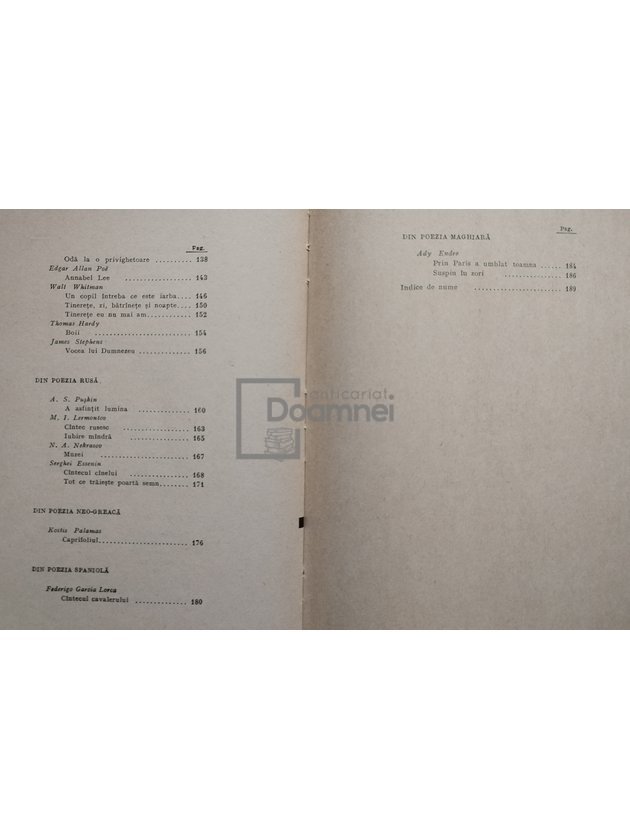 Pag.
Odă la o privighetoare ........... 138
Edgar Allan Poë
Annabel Lee ................. 143
Walt Whitman
Un copil întreba ce este iarba.... 146
Tinerețe, zi, bătrînețe și noapte.... 150
Tinerețe eu nu mai am............ 152
Thomas Hardy
Boii ......................... 154
James Stephens
Vocea lui Dumnezeu ............. 156
DIN POEZIA RUSĂ
A. S. Pușkin
A asfințit lumina ............. 160
M. I. Lermontov
Cîntec rusesc ................ 163
Iubire mîndră ................ 165
N. A. Nekrasov
Muzei ....................... 167
Serghei Essenin
Cîntecul cînelui .............. 168
Tot ce trăiește poartă semn........ 171
DIN POEZIA NEO-GREACĂ
Kostis Palamas
Caprifoliul...................... 176
DIN POEZIA SPANIOLĂ
Federigo Garcia Lorca
Cîntecul cavalerului ............. 180
Pag.
DIN POEZIA MAGHIARĂ
Ady Endre
Prin Paris a umblat toamna ...... 184
Suspin în zori ............... 186
Indice de nume ...................... 189
anticariat
Doamnei